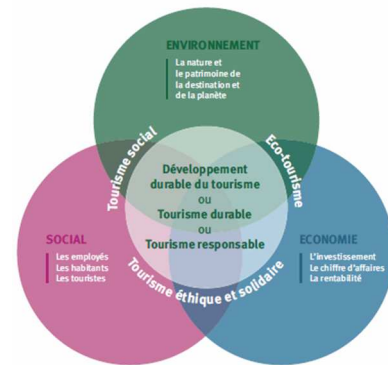 ENVIRONNEMENT
La nature et
le patrimoine de
la destination et
de la planète
Tourisme social
Eco-tourisme
Développement
durable du tourisme
ou
Tourisme durable
ou
Tourisme responsable
SOCIAL
Les employés
Les habitants
Les touristes
ECONOMIE
L'investissement
Le chiffre d'affaires
La rentabilité
Tourisme éthique et solidaire